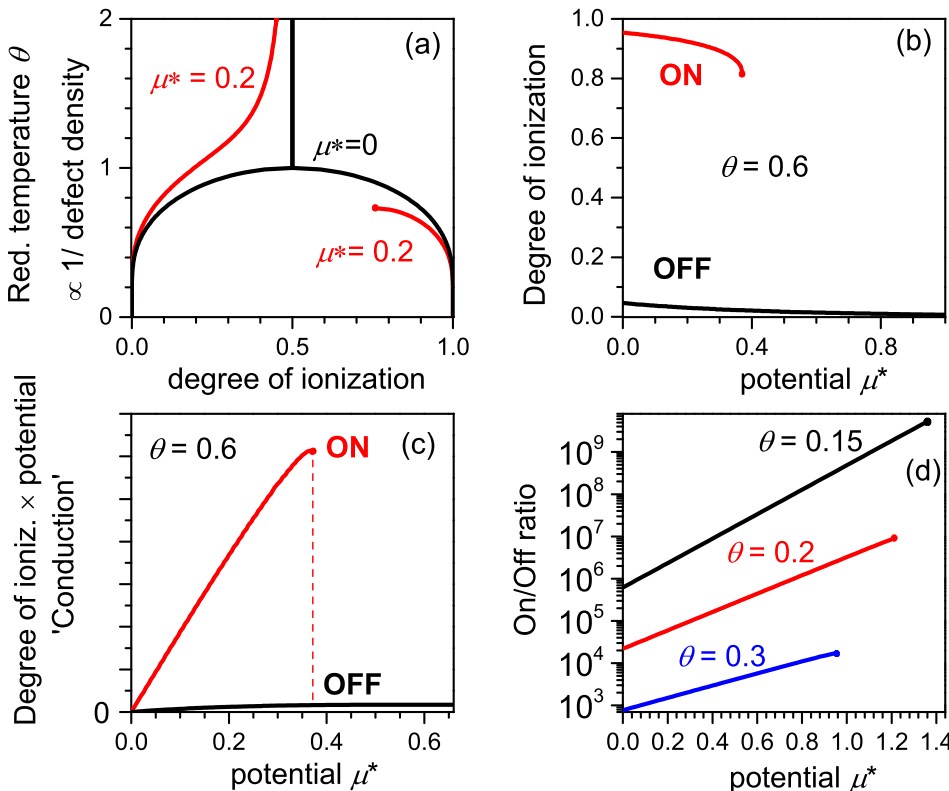 (a)
Red. temperature θ
∝ 1/ defect density
2
1
0
μ* = 0.2
μ*=0
μ* = 0.2
0.0 0.5 1.0
degree of ionization
(b)
Degree of ionization
1.0
0.8
0.6
0.4
0.2
0.0
ON
θ = 0.6
OFF
0.0 0.4 0.8
potential μ*
(c)
Degree of ioniz. × potential
'Conduction'
θ = 0.6
ON
OFF
0
0.0 0.2 0.4 0.6
potential μ*
(d)
On/Off ratio
10⁹
10⁸
10⁷
10⁶
10⁵
10⁴
10³
θ = 0.15
θ = 0.2
θ = 0.3
0.0 0.2 0.4 0.6 0.8 1.0 1.2 1.4
potential μ*